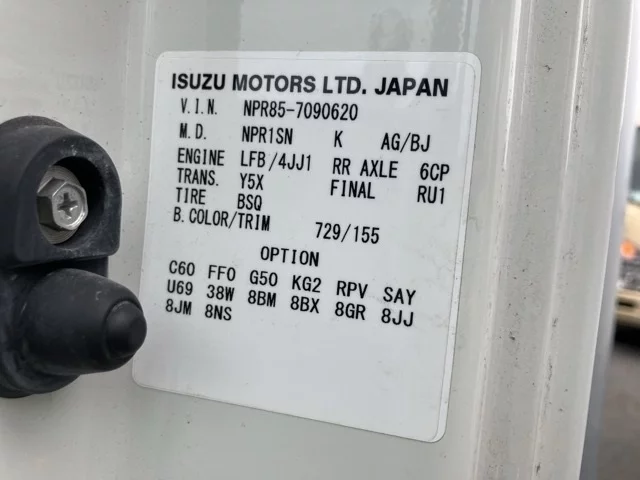 ISUZU MOTORS LTD. JAPAN
V.I.N. NPR85-7090620
M.D. NPR1SN K AG/BJ
ENGINE LFB/4JJ1 RR AXLE 6CP
TRANS. Y5X FINAL RU1
TIRE BSQ
B.COLOR/TRIM 729/155
OPTION
C60 FF0 G50 KG2 RPV SAY
U69 38W 8BM 8BX 8GR 8JJ
8JM 8NS